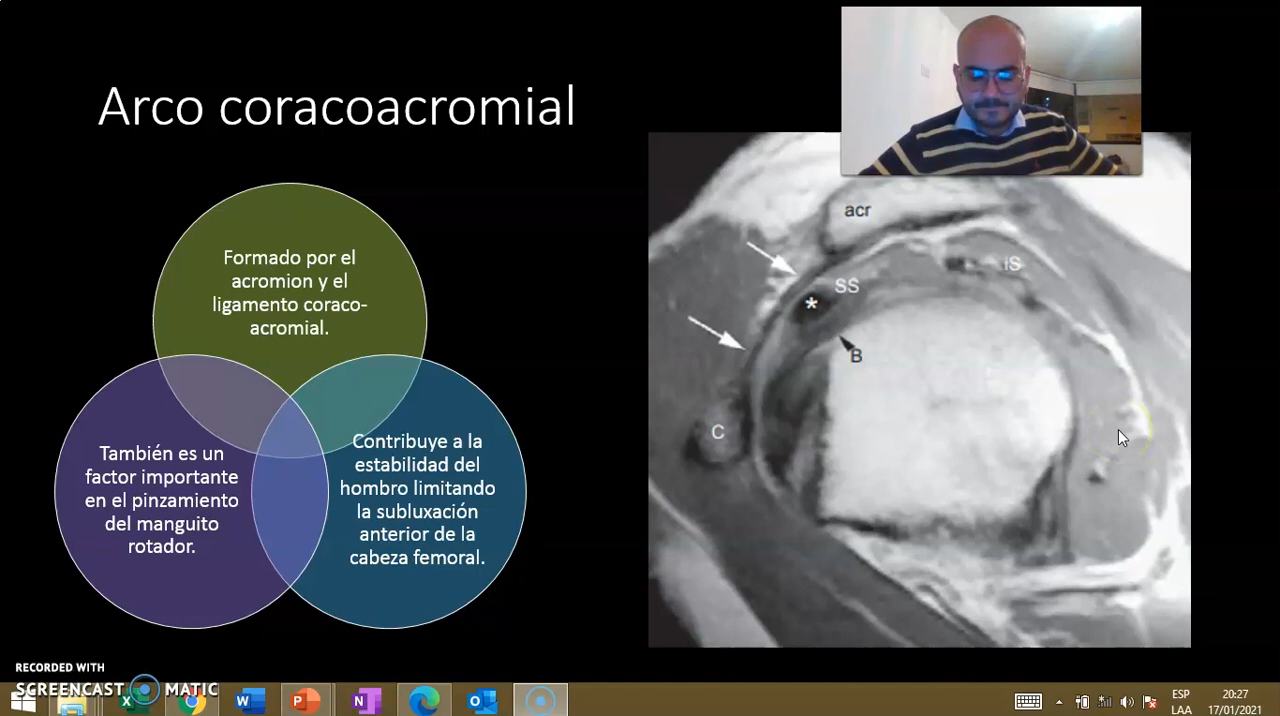 Arco coracoacromial
Formado por el
acromion y el
ligamento coraco-
acromial.
También es un
factor importante
en el pinzamiento
del manguito
rotador.
Contribuye a la
estabilidad del
hombro limitando
la subluxación
anterior de la
cabeza femoral.
acr
iS
SS
*
B
C
RECORDED WITH
SCREENCAST MATIC
ESP
LAA
20:27
17/01/2021